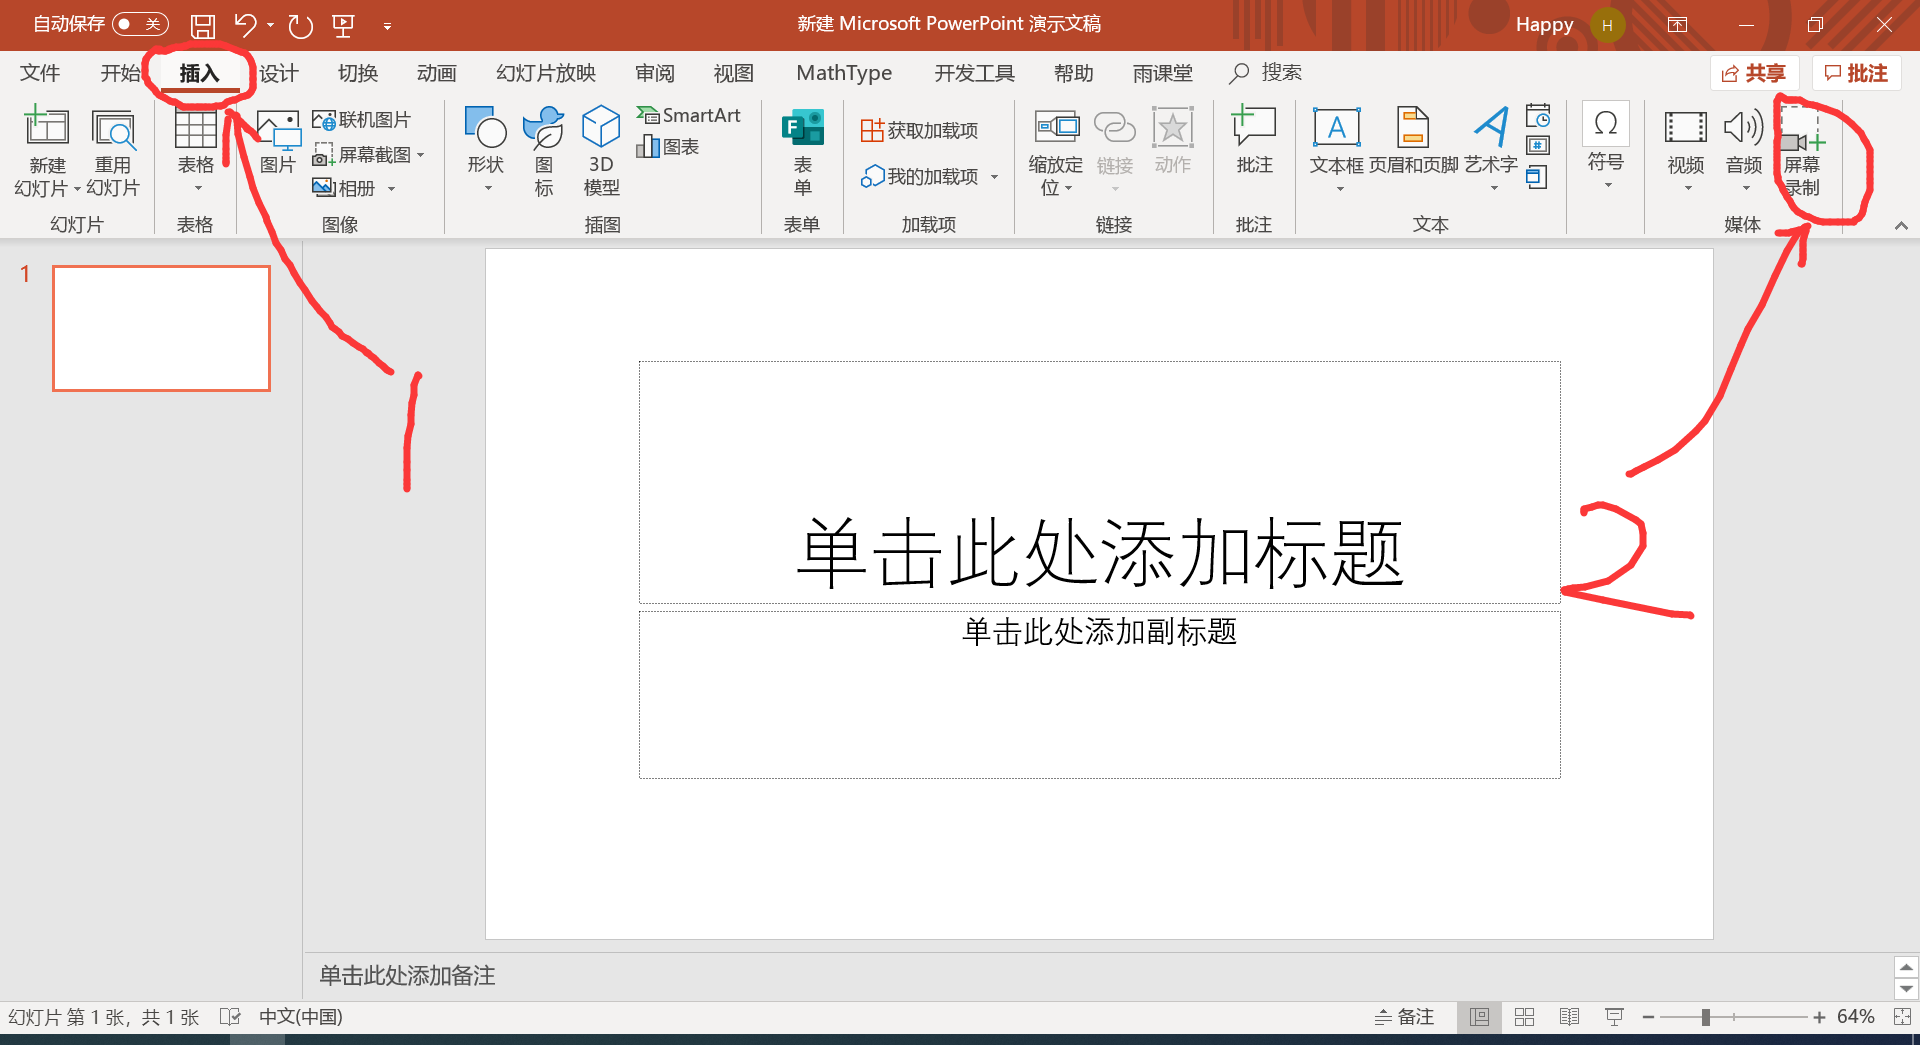 自动保存 关 新建 Microsoft PowerPoint 演示文稿 Happy H
文件 开始 插入 设计 切换 动画 幻灯片放映 审阅 视图 MathType 开发工具 帮助 雨课堂 搜索 共享 批注
新建
幻灯片
重用
幻灯片
幻灯片
表格
表格
图片
联机图片
屏幕截图
相册
图像
形状
图
标
3D
模型
SmartArt
图表
插图
表
单
表单
获取加载项
我的加载项
加载项
缩放定
位
链接
动作
链接
批注
批注
文本框
页眉和页脚
艺术字
文本
Ω
符号
视频
音频
屏幕
录制
媒体
1
1
2
单击此处添加标题
单击此处添加副标题
单击此处添加备注
幻灯片 第 1 张，共 1 张 中文(中国) 备注 64%